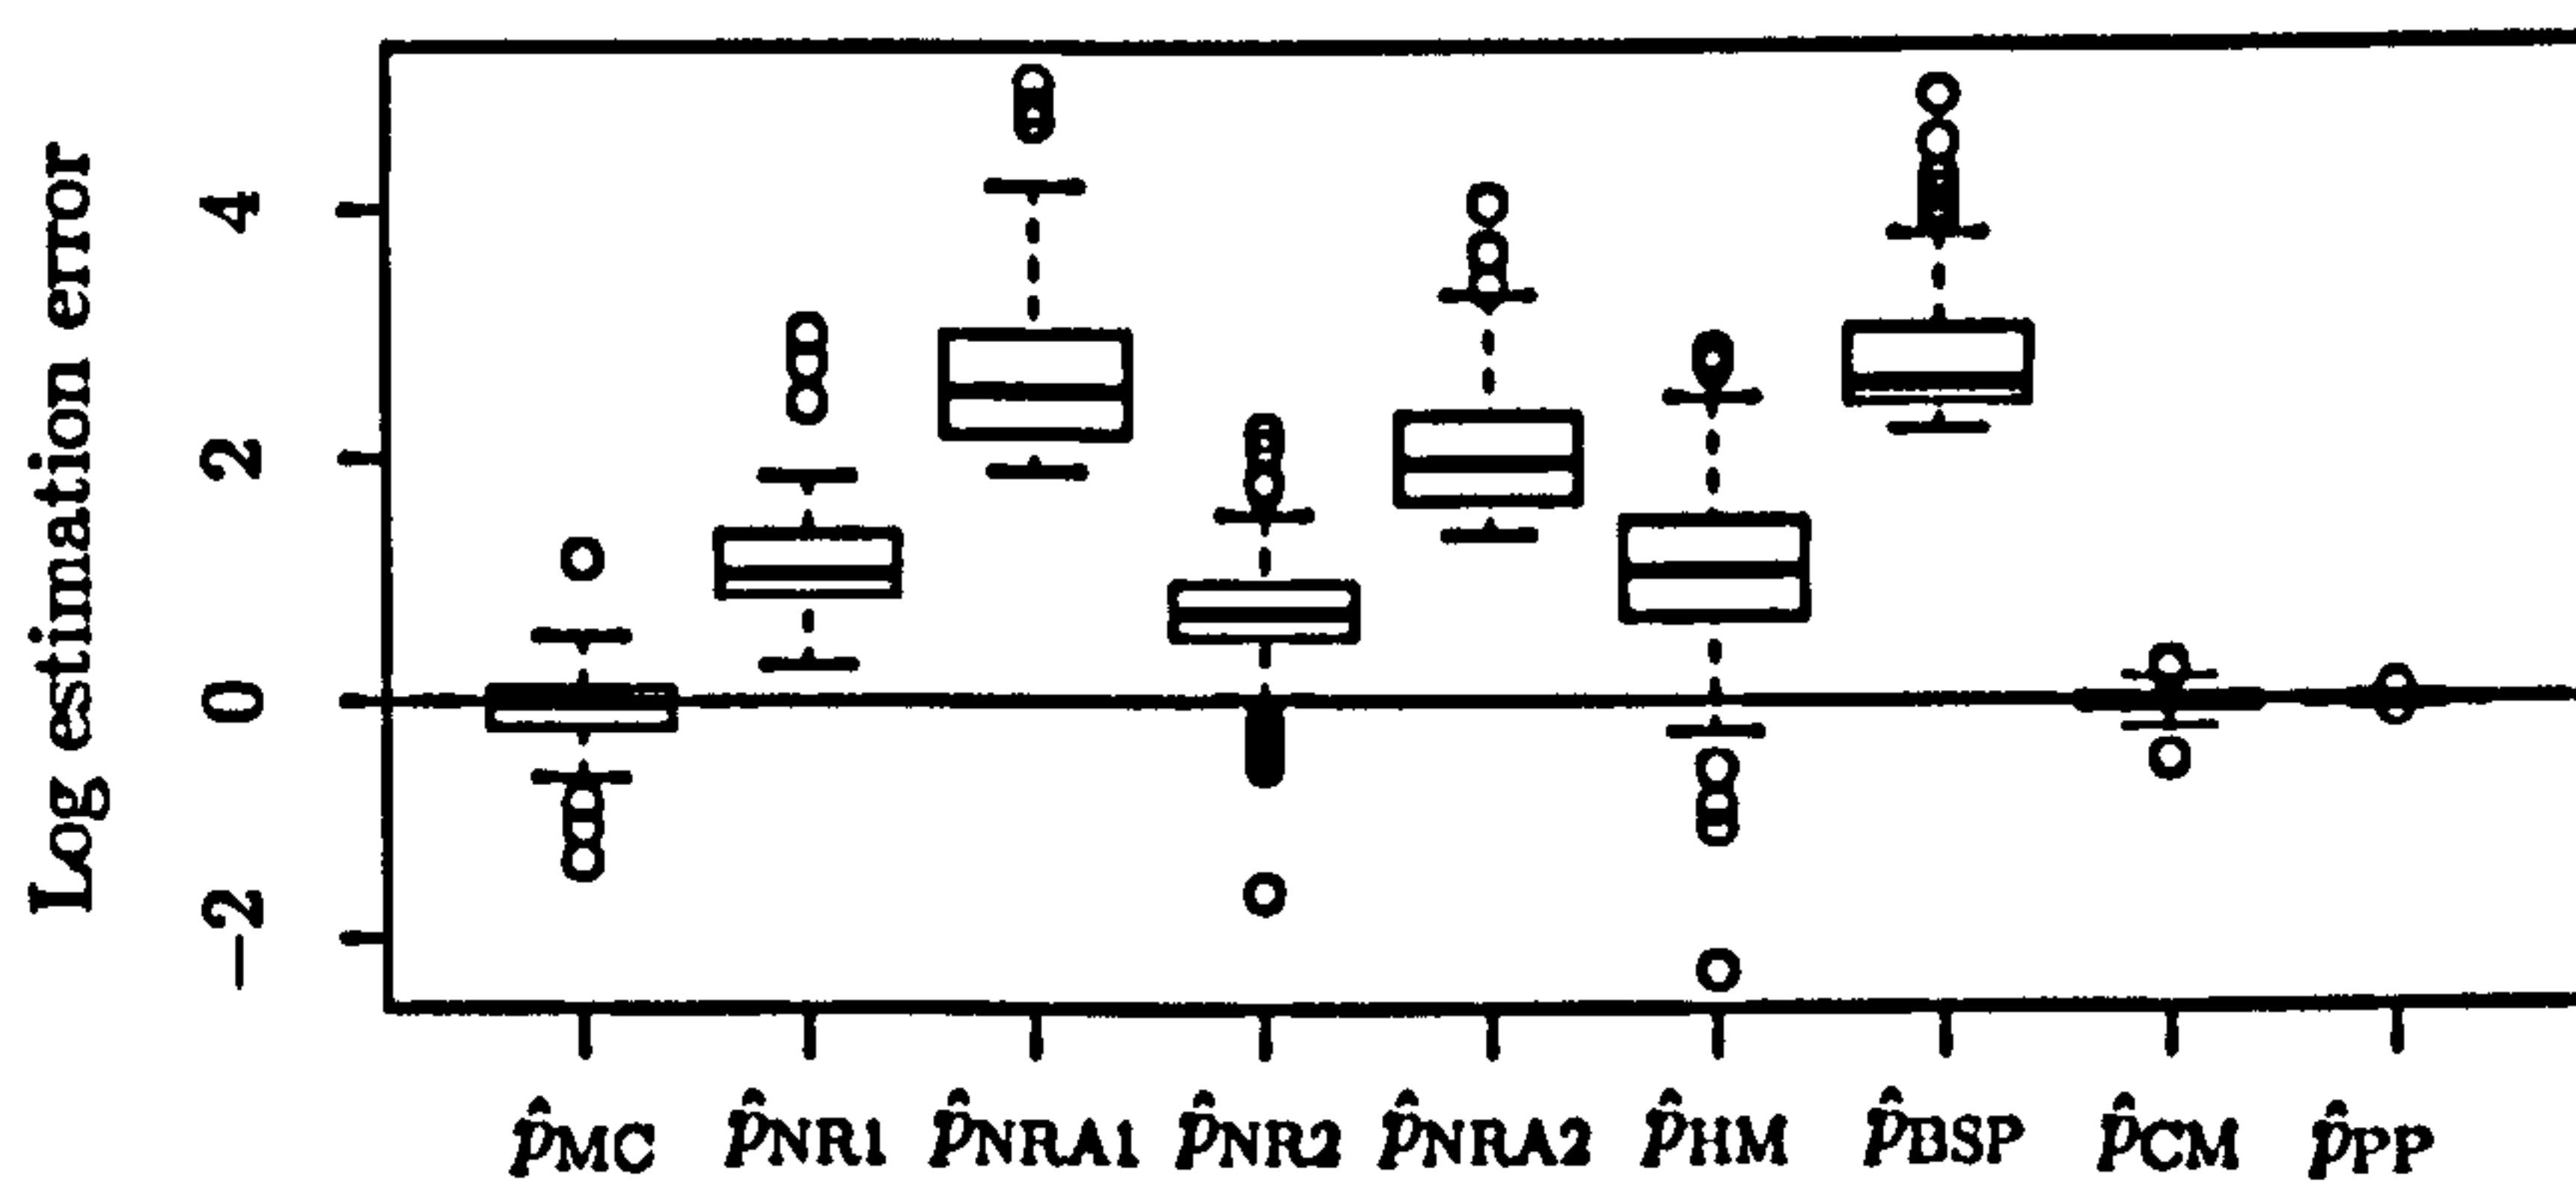 Log estimation error
4
2
0
−2
p̂MC p̂NR1 p̂NRA1 p̂NR2 p̂NRA2 p̂HM p̂BSP p̂CM p̂PP